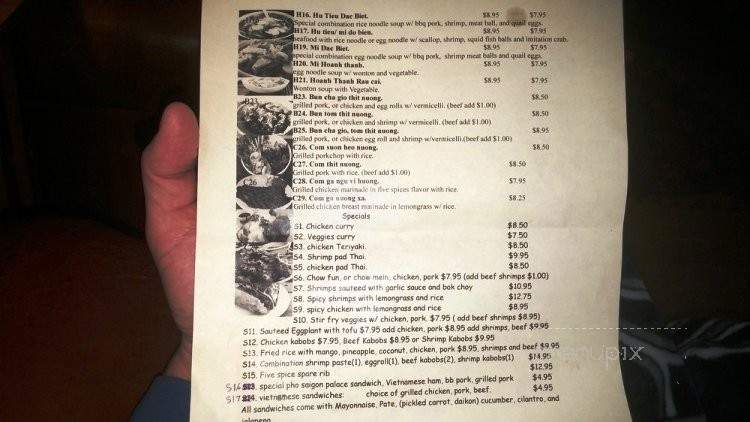 H16. Hu Tieu Dac Biet. $8.95 $7.95
Special combination rice noodle soup w/ bbq pork, shrimp, meat ball, and quail eggs.
H17. Hu tieu/ mi do bien. $8.95 $7.95
seafood with rice noodle or egg noodle w/ scallop, shrimp, squid fish balls and imitation crab.
H19. Mi Dac Biet. $8.95 $7.95
special combination egg noodle soup w/ bbq pork, shrimp meat balls and quail eggs.
H20. Mi Hoanh thanh. $8.95 $7.95
egg noodle soup w/ wonton and vegetable.
H21. Hoanh Thanh Rau cai. $8.95 $7.95
Wonton soup with Vegetable.
B23
B23. Bun cha gio thit nuong. $8.50
grilled pork, or chicken and egg rolls w/ vermicelli. (beef add $1.00)
B24. Bun tom thit nuong. $8.50
grilled pork, or chicken and shrimp w/ vermicelli. (beef add $1.00)
B25. Bun cha gio, tom thit nuong. $8.95
grilled pork, or chicken egg roll and shrimp w/vermicelli.(beef add $1.00)
C26. Com suon heo nuong. $8.50
Grilled porkchop with rice.
C27. Com thit nuong. $8.50
Grilled pork with rice. (beef add $1.00)
C26
C28. Com ga ngu vi huong. $7.95
Grilled chicken marinade in five spices flavor with rice.
C29. Com ga nuong xa. $8.25
Grilled chicken breast marinade in lemongrass w/ rice.
Specials
S1. Chicken curry $8.50
S2. Veggies curry $7.50
S3. chicken Teriyaki. $8.50
S4. Shrimp pad Thai. $9.95
S5. chicken pad Thai. $8.50
S6. Chow fun, or chow mein, chicken, pork $7.95 (add beef shrimps $1.00)
S7. Shrimps sauteed with garlic sauce and bok choy $10.95
S8. Spicy shrimps with lemongrass and rice $12.75
S9. spicy chicken with lemongrass and rice $8.95
S10. Stir fry veggies w/ chicken, pork. $7.95 ( add beef shrimps $8.95)
S11. Sauteed Eggplant with tofu $7.95 add chicken, pork $8.95 add shrimps, beef $9.95
S12. Chicken kabobs $7.95, Beef Kabobs $8.95 or Shrimp Kabobs $9.95
S13. Fried rice with mango, pineapple, coconut, chicken, pork $8.95, shrimps and beef $9.95
S14. Combination shrimp paste(1), eggroll(1), beef kabobs(2), shrimp kabobs(1) $14.95
S15. Five spice spare rib $12.95
S16 S23. special pho saigon palace sandwich, Vietnamese ham, bb pork, grilled pork $4.95
S17 S24. vietnamese sandwiches: choice of grilled chicken, pork, beef. $4.95
All sandwiches come with Mayonnaise, Pate, (pickled carrot, daikon) cucumber, cilantro, and
jalapeno
menupix